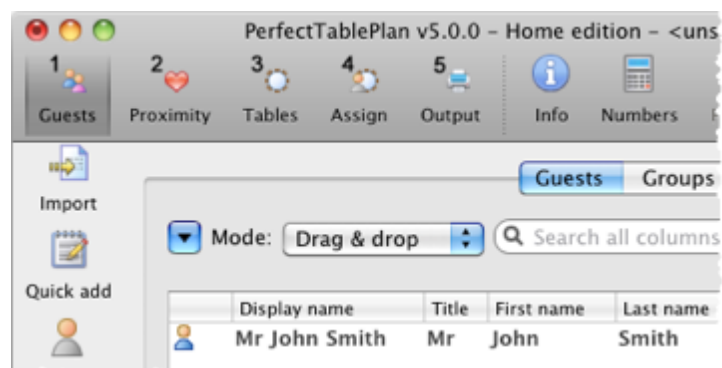 PerfectTablePlan v5.0.0 – Home edition – <uns
1 2 3 4 5
Guests Proximity Tables Assign Output Info Numbers
Import
Guests Groups
Mode: Drag & drop Search all columns
Quick add
Display name Title First name Last name
Mr John Smith Mr John Smith